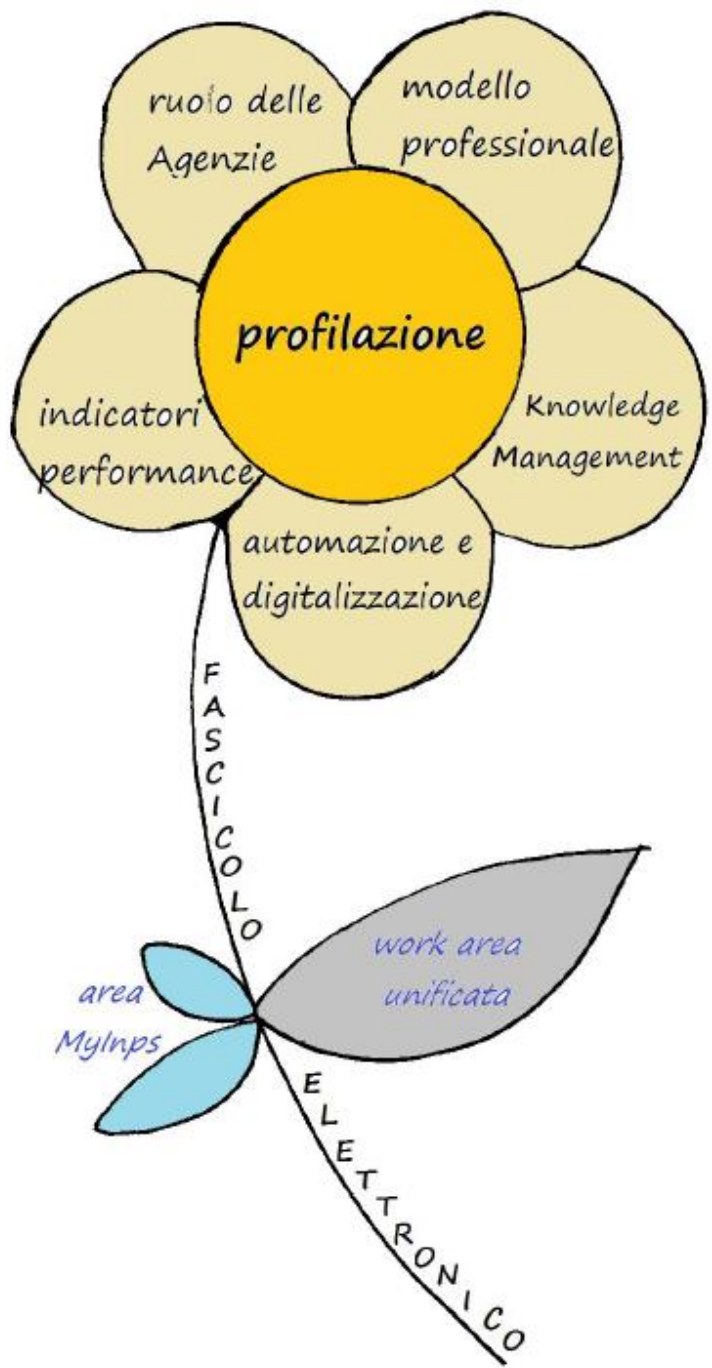 ruolo delle
Agenzie
modello
professionale
profilazione
indicatori
performance
Knowledge
Management
automazione e
digitalizzazione
FASCICOLO
work area
unificata
area
MyInps
ELETTRONICO